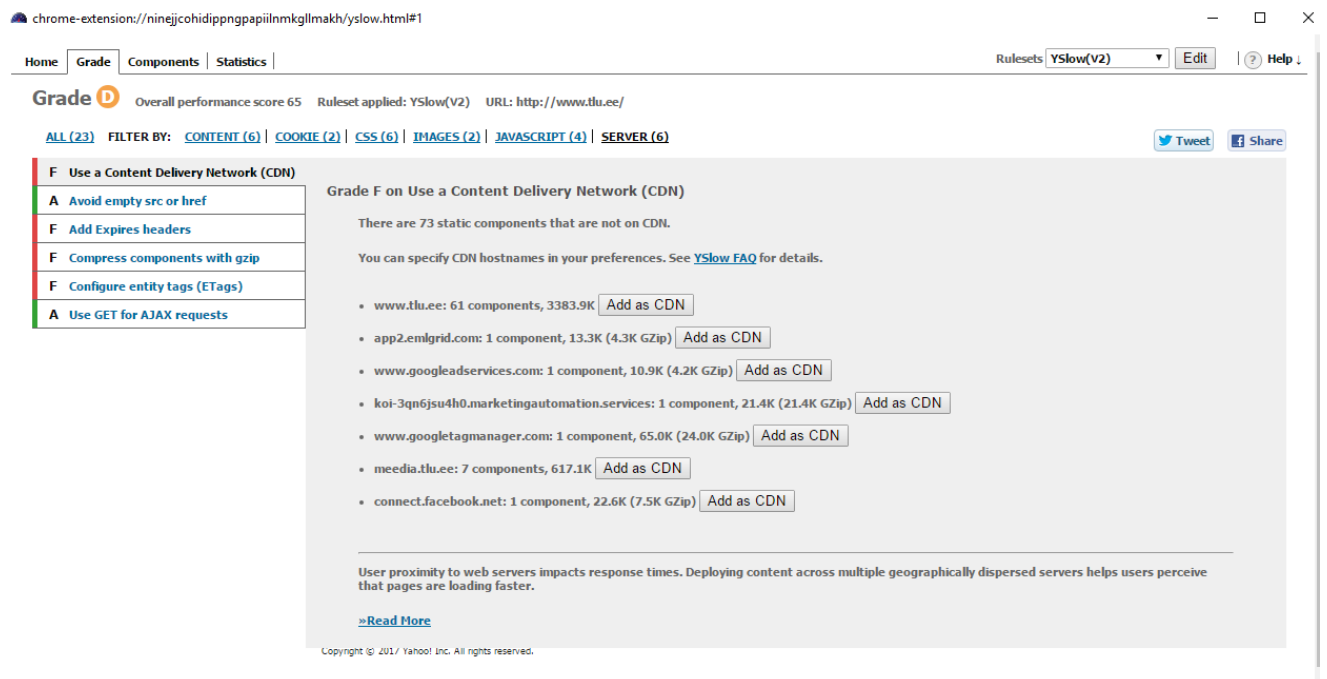 chrome-extension://ninejjcohidippngpapiilnmkgllmakh/yslow.html#1
Home Grade Components Statistics Rulesets YSlow(V2) Edit ? Help ↓
Grade D Overall performance score 65 Ruleset applied: YSlow(V2) URL: http://www.tlu.ee/
ALL (23) FILTER BY: CONTENT (6) COOKIE (2) CSS (6) IMAGES (2) JAVASCRIPT (4) SERVER (6)
Tweet Share
F Use a Content Delivery Network (CDN)
A Avoid empty src or href
F Add Expires headers
F Compress components with gzip
F Configure entity tags (ETags)
A Use GET for AJAX requests
Grade F on Use a Content Delivery Network (CDN)
There are 73 static components that are not on CDN.
You can specify CDN hostnames in your preferences. See YSlow FAQ for details.
• www.tlu.ee: 61 components, 3383.9K Add as CDN
• app2.emlgrid.com: 1 component, 13.3K (4.3K GZip) Add as CDN
• www.googleadservices.com: 1 component, 10.9K (4.2K GZip) Add as CDN
• koi-3qn6jsu4h0.marketingautomation.services: 1 component, 21.4K (21.4K GZip) Add as CDN
• www.googletagmanager.com: 1 component, 65.0K (24.0K GZip) Add as CDN
• meedia.tlu.ee: 7 components, 617.1K Add as CDN
• connect.facebook.net: 1 component, 22.6K (7.5K GZip) Add as CDN
User proximity to web servers impacts response times. Deploying content across multiple geographically dispersed servers helps users perceive
that pages are loading faster.
»Read More
Copyright © 2017 Yahoo! Inc. All rights reserved.